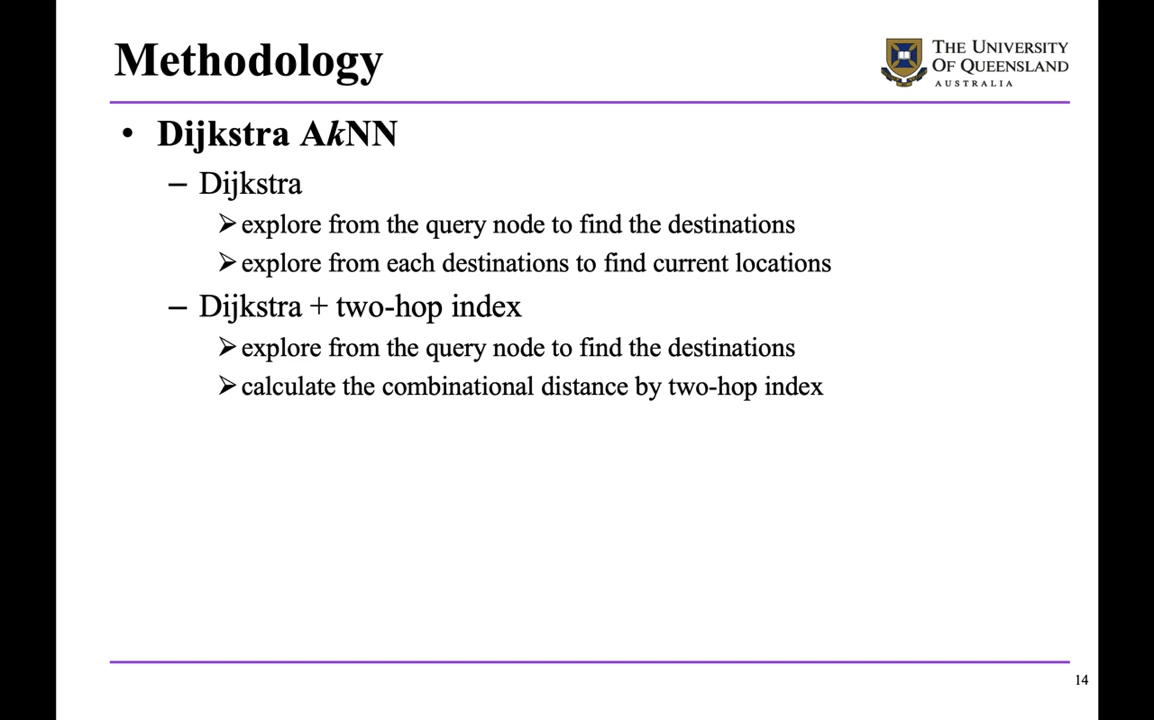 Methodology
THE UNIVERSITY
OF QUEENSLAND
AUSTRALIA
• Dijkstra AkNN
– Dijkstra
➢ explore from the query node to find the destinations
➢ explore from each destinations to find current locations
– Dijkstra + two-hop index
➢ explore from the query node to find the destinations
➢ calculate the combinational distance by two-hop index
14